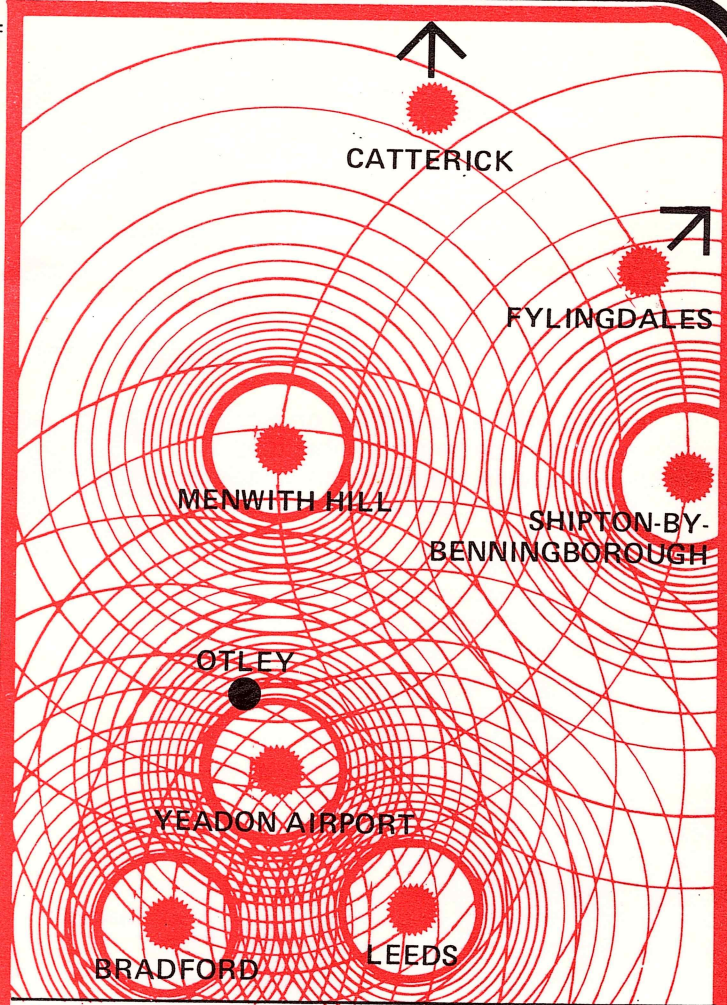 CATTERICK
FYLINGDALES
MENWITH HILL
SHIPTON-BY-
BENNINGBOROUGH
OTLEY
YEADON AIRPORT
LEEDS
BRADFORD